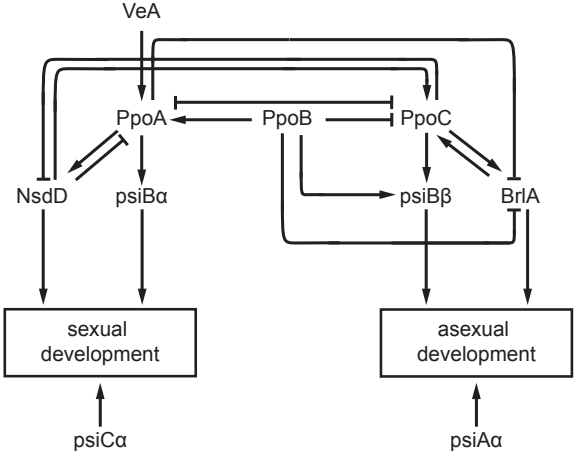 VeA
PpoA
PpoB
PpoC
NsdD
psiBα
psiBβ
BrlA
sexual
development
asexual
development
psiCα
psiAα